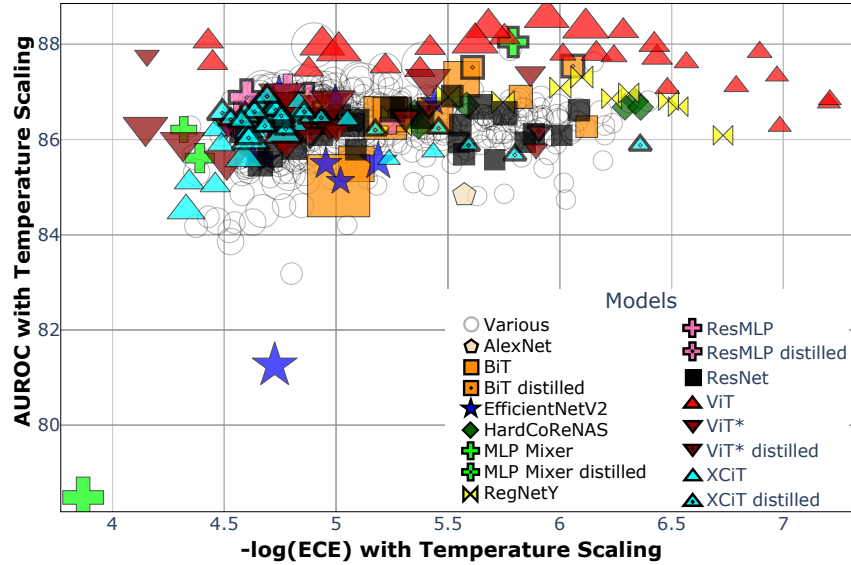 AUROC with Temperature Scaling
88
86
84
82
80
4
4.5
5
5.5
6
6.5
7
-log(ECE) with Temperature Scaling
Models
Various
AlexNet
BiT
BiT distilled
EfficientNetV2
HardCoReNAS
MLP Mixer
MLP Mixer distilled
RegNetY
ResMLP
ResMLP distilled
ResNet
ViT
ViT*
ViT* distilled
XCiT
XCiT distilled